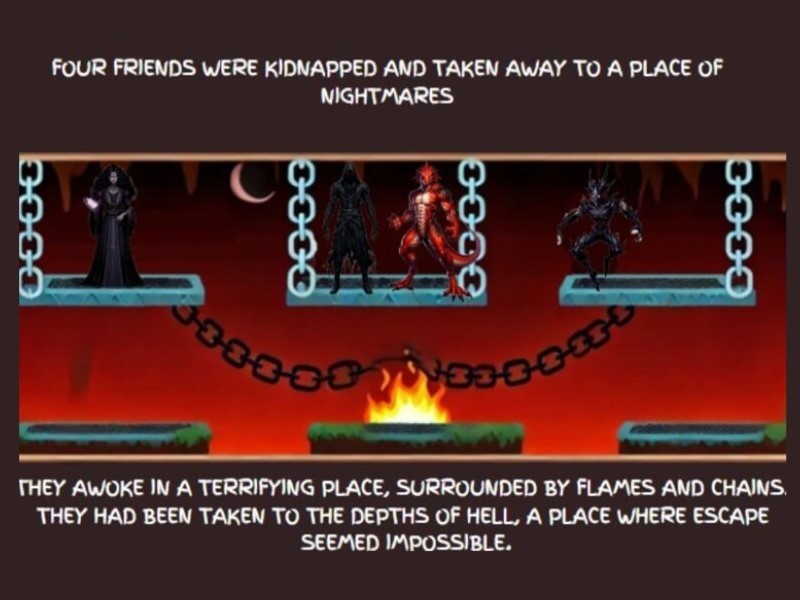 FOUR FRIENDS WERE KIDNAPPED AND TAKEN AWAY TO A PLACE OF
NIGHTMARES
THEY AWOKE IN A TERRIFYING PLACE, SURROUNDED BY FLAMES AND CHAINS.
THEY HAD BEEN TAKEN TO THE DEPTHS OF HELL, A PLACE WHERE ESCAPE
SEEMED IMPOSSIBLE.